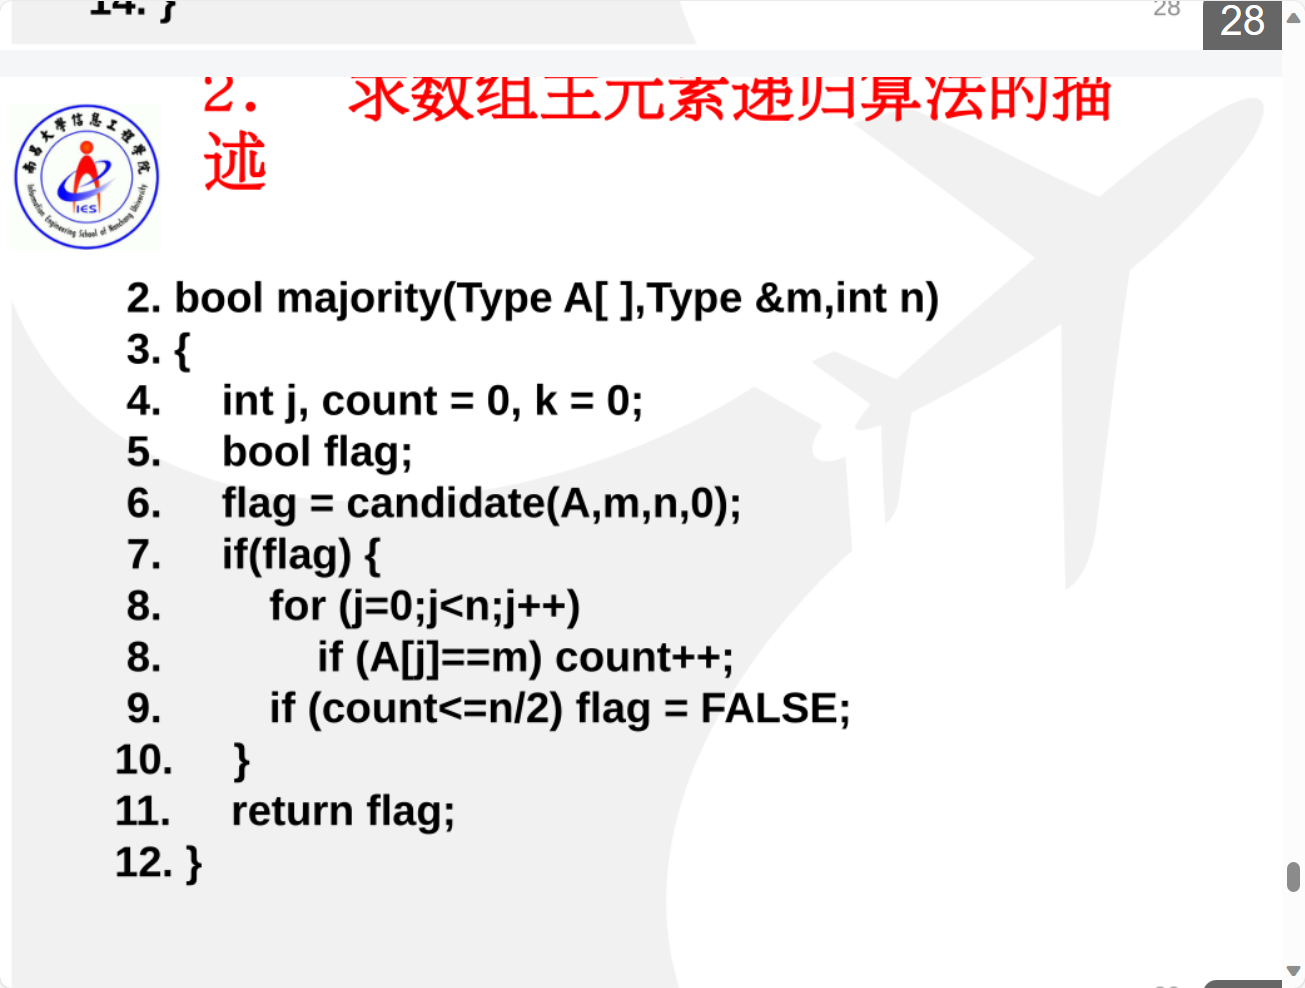 14. }
28
28
2. 求数组主元素递归算法的描
述
南昌大学信息工程学院
IES
Information Engineering School of Nanchang University
2. bool majority(Type A[ ],Type &m,int n)
3. {
4. int j, count = 0, k = 0;
5. bool flag;
6. flag = candidate(A,m,n,0);
7. if(flag) {
8. for (j=0;j<n;j++)
8. if (A[j]==m) count++;
9. if (count<=n/2) flag = FALSE;
10. }
11. return flag;
12. }